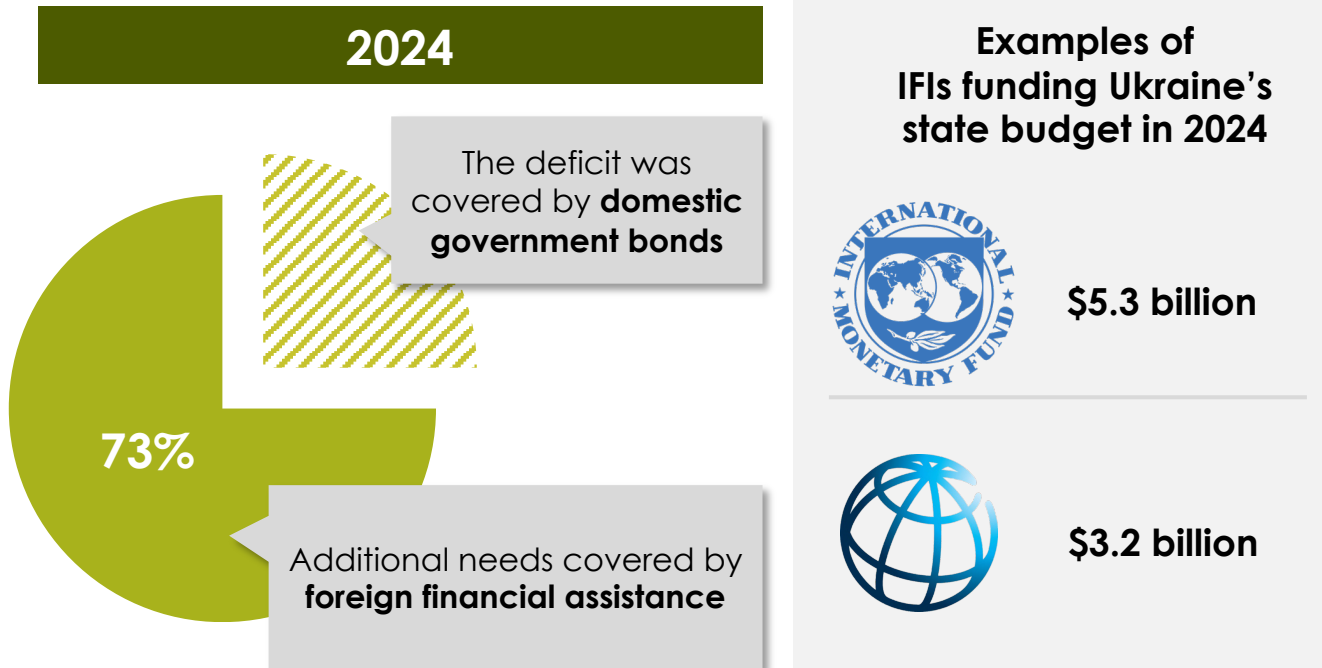 2024
The deficit was
covered by domestic
government bonds
73%
Additional needs covered by
foreign financial assistance
Examples of
IFIs funding Ukraine’s
state budget in 2024
INTERNATIONAL
MONETARY FUND
$5.3 billion
$3.2 billion